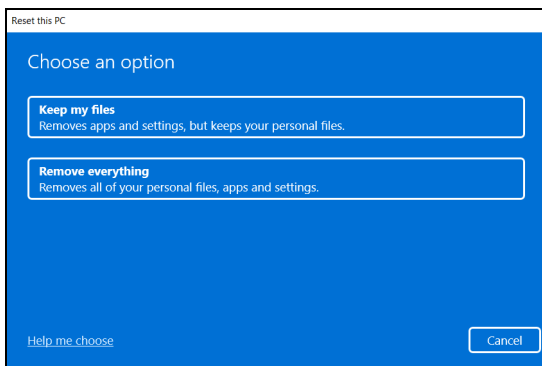 Reset this PC
Choose an option
Keep my files
Removes apps and settings, but keeps your personal files.
Remove everything
Removes all of your personal files, apps and settings.
Help me choose
Cancel